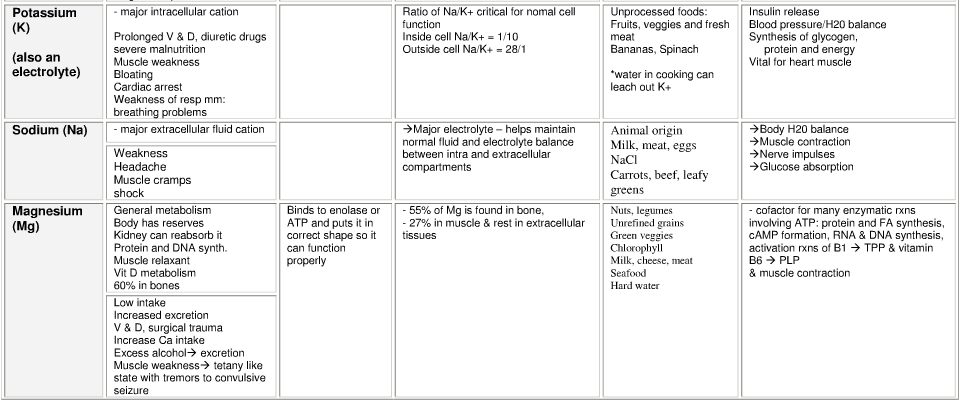 Potassium
(K)
(also an
electrolyte)
- major intracellular cation
Prolonged V & D, diuretic drugs
severe malnutrition
Muscle weakness
Bloating
Cardiac arrest
Weakness of resp mm:
breathing problems
Ratio of Na/K+ critical for nomal cell
function
Inside cell Na/K+ = 1/10
Outside cell Na/K+ = 28/1
Unprocessed foods:
Fruits, veggies and fresh
meat
Bananas, Spinach
*water in cooking can
leach out K+
Insulin release
Blood pressure/H20 balance
Synthesis of glycogen,
protein and energy
Vital for heart muscle
Sodium (Na)
- major extracellular fluid cation
Weakness
Headache
Muscle cramps
shock
→Major electrolyte – helps maintain
normal fluid and electrolyte balance
between intra and extracellular
compartments
Animal origin
Milk, meat, eggs
NaCl
Carrots, beef, leafy
greens
→Body H20 balance
→Muscle contraction
→Nerve impulses
→Glucose absorption
Magnesium
(Mg)
General metabolism
Body has reserves
Kidney can reabsorb it
Protein and DNA synth.
Muscle relaxant
Vit D metabolism
60% in bones
Low intake
Increased excretion
V & D, surgical trauma
Increase Ca intake
Excess alcohol→ excretion
Muscle weakness→ tetany like
state with tremors to convulsive
seizure
Binds to enolase or
ATP and puts it in
correct shape so it
can function
properly
- 55% of Mg is found in bone,
- 27% in muscle & rest in extracellular
tissues
Nuts, legumes
Unrefined grains
Green veggies
Chlorophyll
Milk, cheese, meat
Seafood
Hard water
- cofactor for many enzymatic rxns
involving ATP: protein and FA synthesis,
cAMP formation, RNA & DNA synthesis,
activation rxns of B1 → TPP & vitamin
B6 → PLP
& muscle contraction